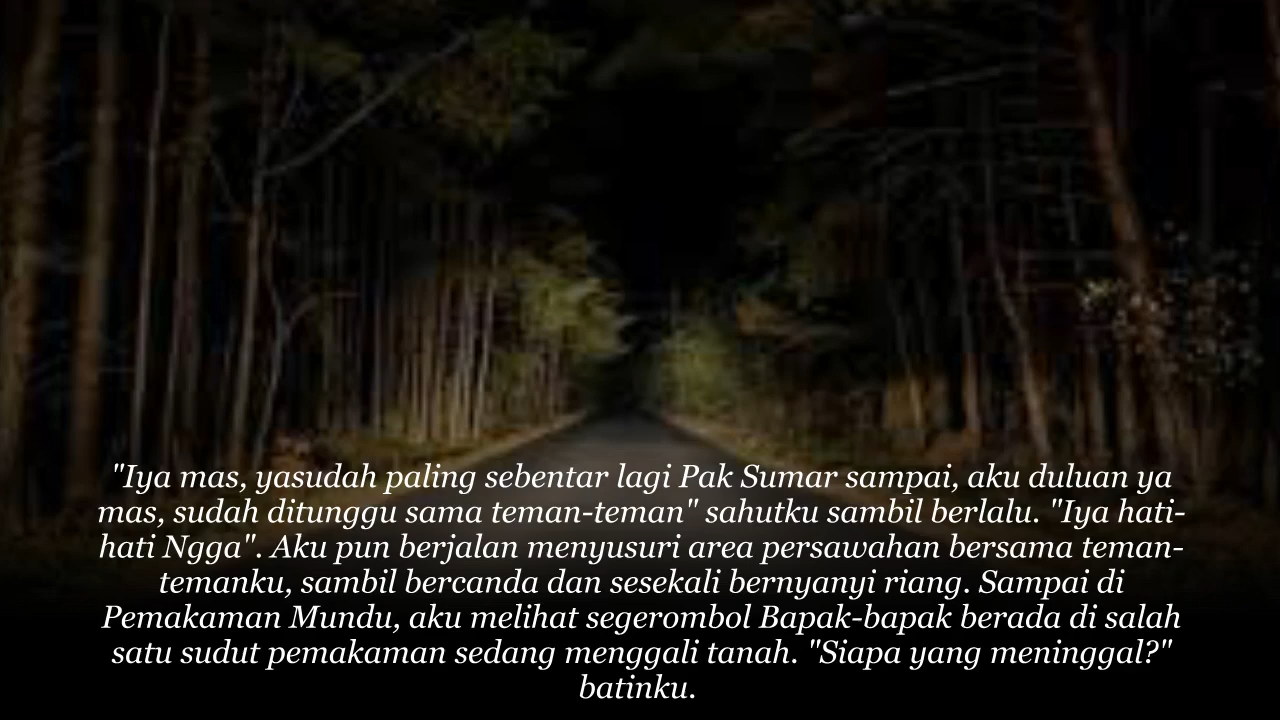 "Iya mas, yasudah paling sebentar lagi Pak Sumar sampai, aku duluan ya
mas, sudah ditunggu sama teman-teman" sahutku sambil berlalu. "Iya hati-
hati Ngga". Aku pun berjalan menyusuri area persawahan bersama teman-
temanku, sambil bercanda dan sesekali bernyanyi riang. Sampai di
Pemakaman Mundu, aku melihat segerombol Bapak-bapak berada di salah
satu sudut pemakaman sedang menggali tanah. "Siapa yang meninggal?"
batinku.